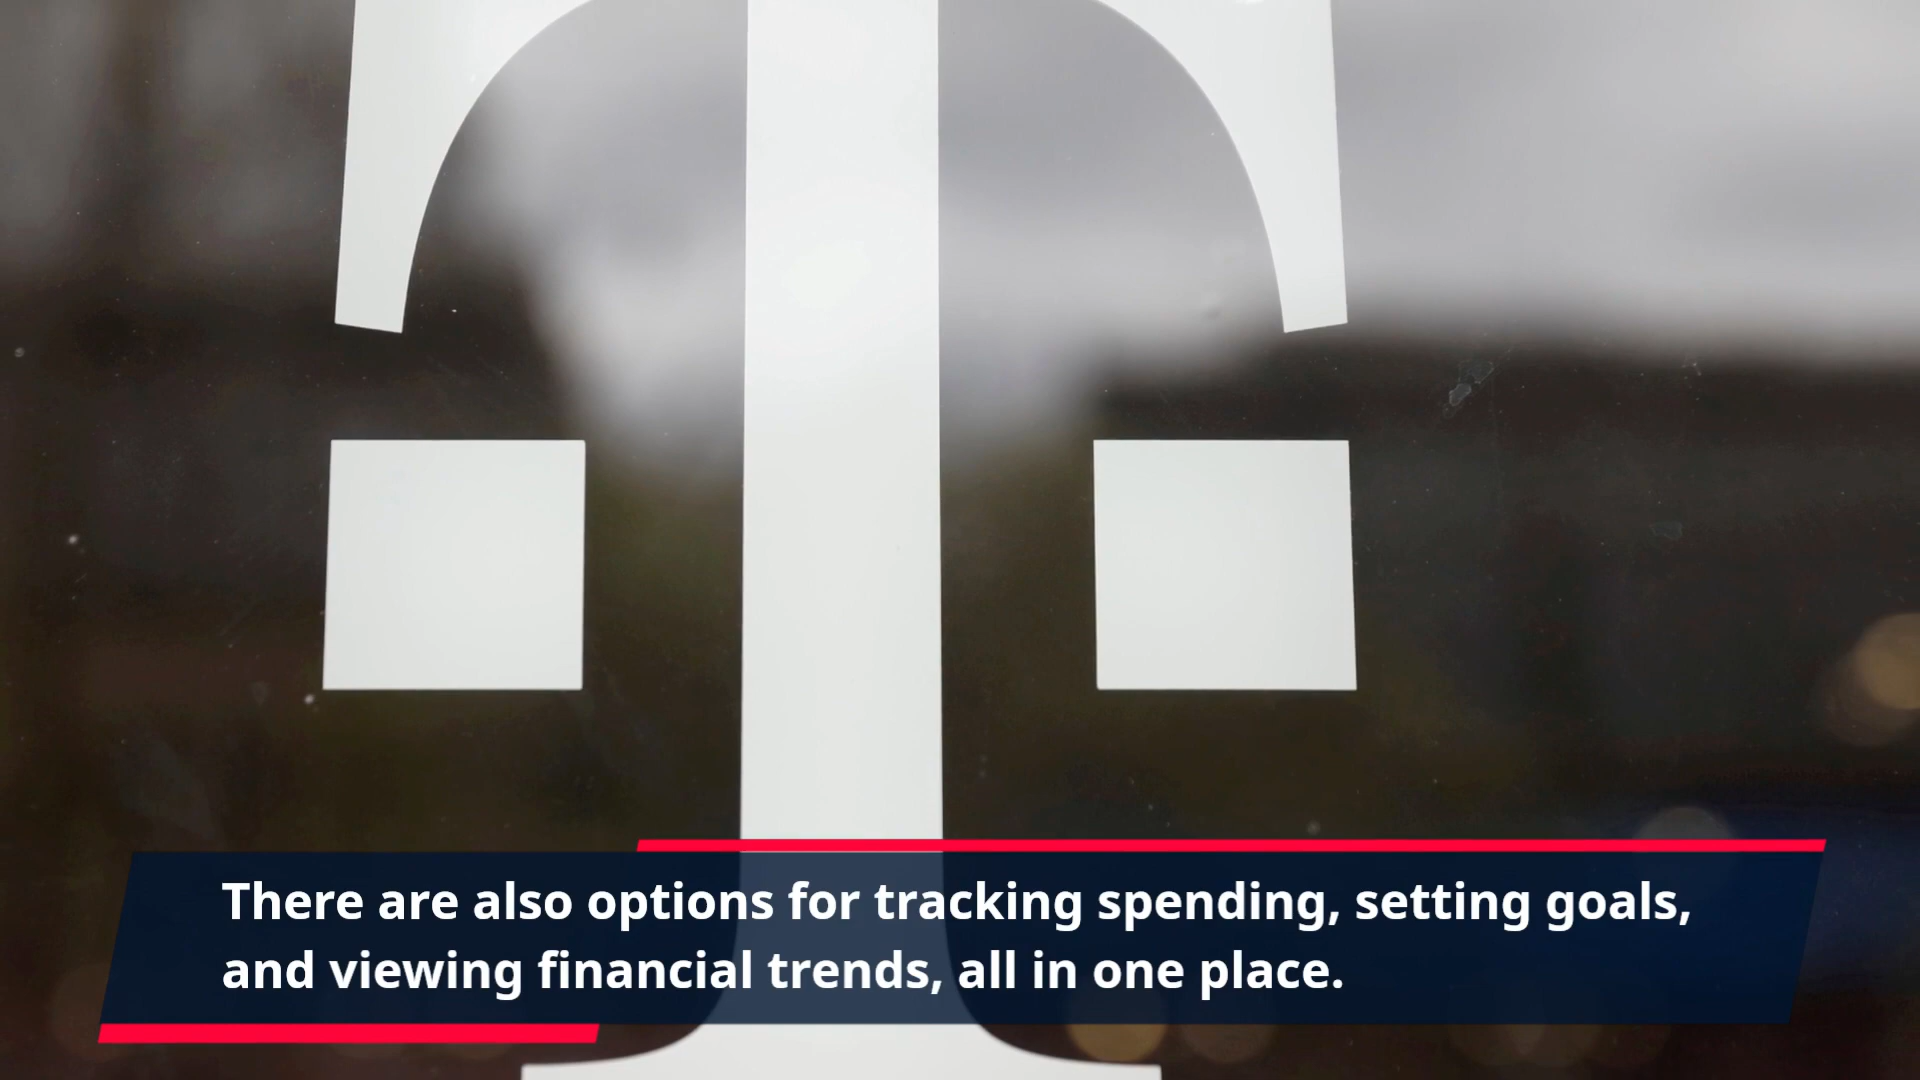 T
There are also options for tracking spending, setting goals,
and viewing financial trends, all in one place.